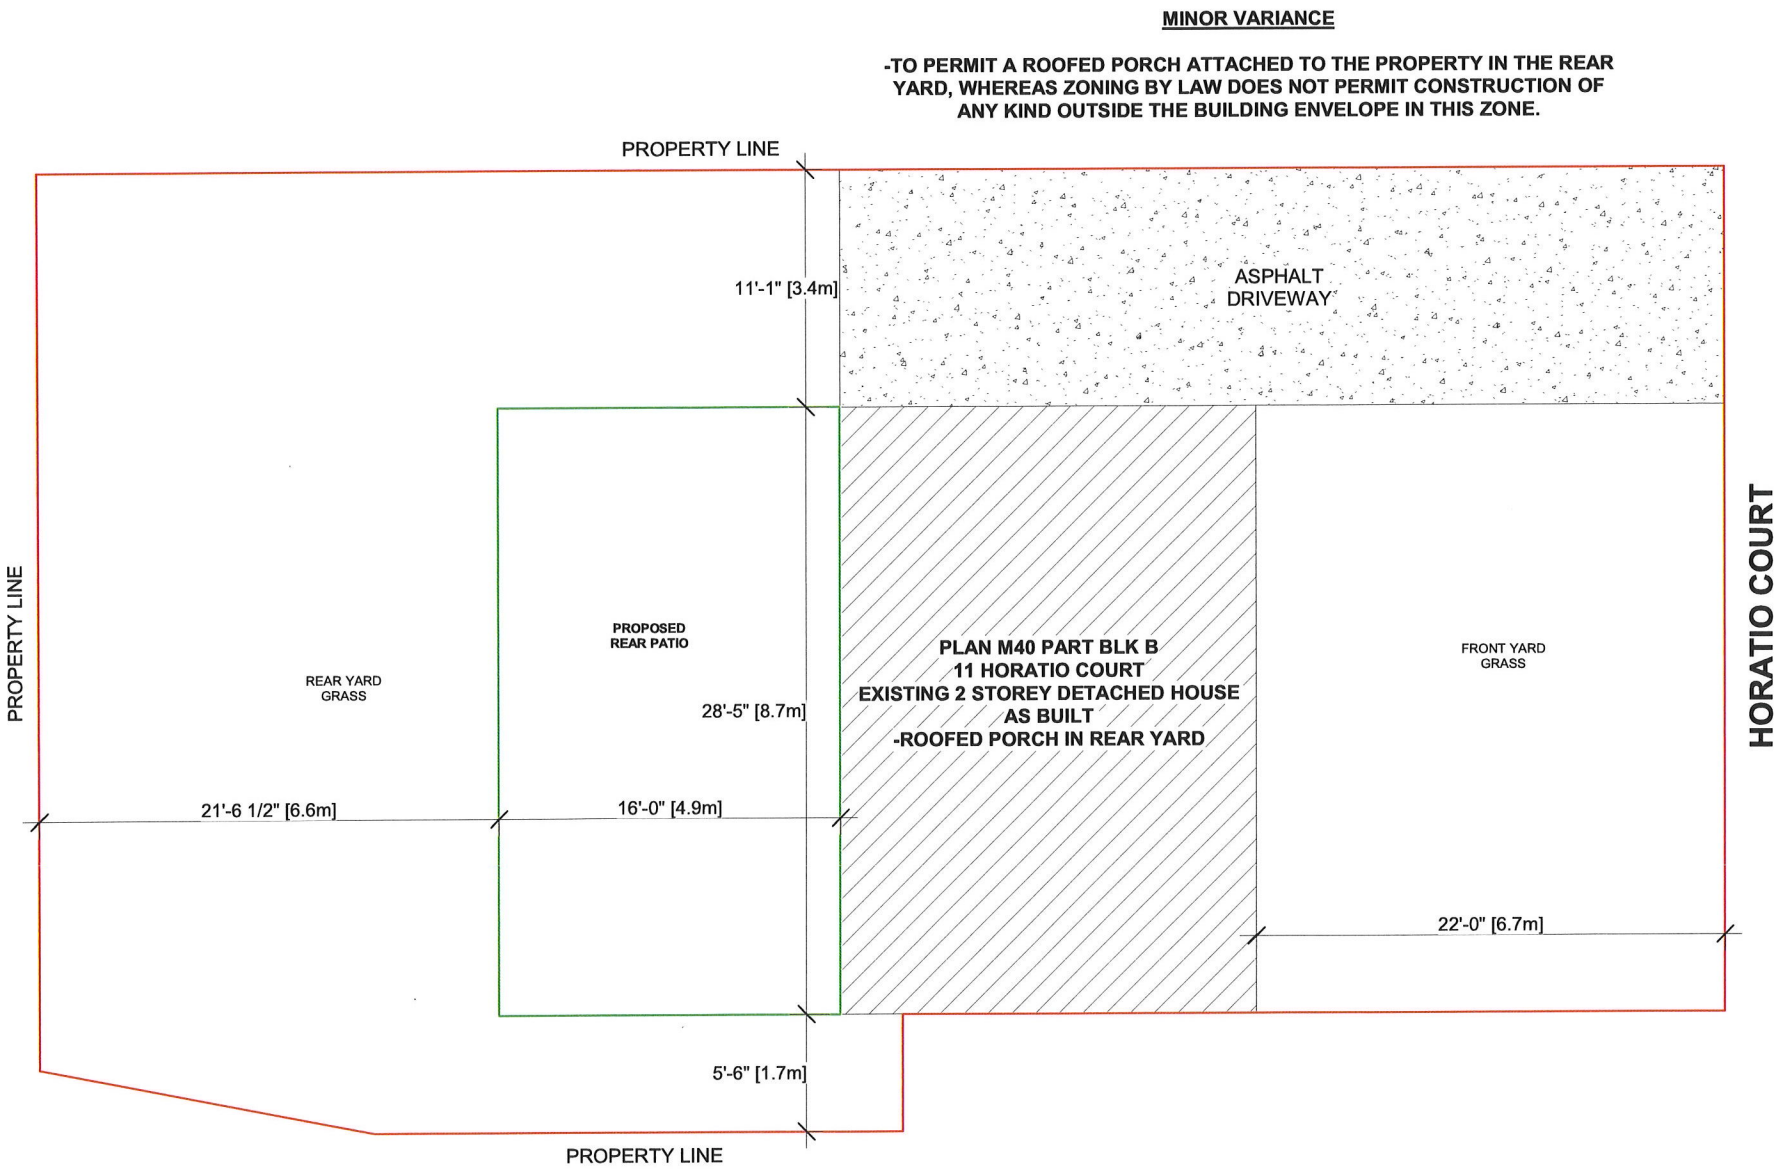 MINOR VARIANCE
-TO PERMIT A ROOFED PORCH ATTACHED TO THE PROPERTY IN THE REAR
YARD, WHEREAS ZONING BY LAW DOES NOT PERMIT CONSTRUCTION OF
ANY KIND OUTSIDE THE BUILDING ENVELOPE IN THIS ZONE.
PROPERTY LINE
11'-1" [3.4m]
ASPHALT
DRIVEWAY
PROPERTY LINE
REAR YARD
GRASS
PROPOSED
REAR PATIO
28'-5" [8.7m]
PLAN M40 PART BLK B
11 HORATIO COURT
EXISTING 2 STOREY DETACHED HOUSE
AS BUILT
-ROOFED PORCH IN REAR YARD
FRONT YARD
GRASS
HORATIO COURT
21'-6 1/2" [6.6m]
16'-0" [4.9m]
22'-0" [6.7m]
5'-6" [1.7m]
PROPERTY LINE